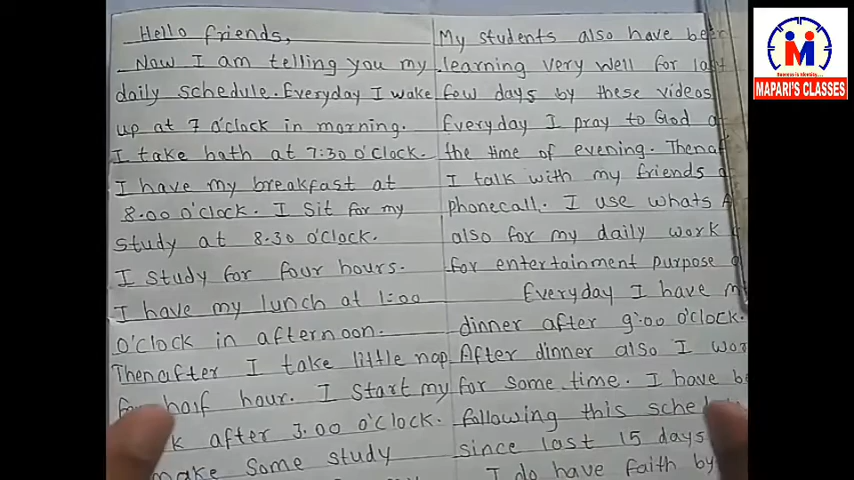 Hello friends,
Now I am telling you my
daily schedule. Everyday I wake
up at 7 o'clock in morning.
I take bath at 7:30 o'clock.
I have my breakfast at
8.00 o'clock. I Sit for my
study at 8.30 o'clock.
I study for four hours.
I have my lunch at 1:00
o'clock in afternoon.
Thenafter I take little nap
for half hour. I start my
after 3.00 o'clock.
make some study
My students also have been
learning very well for
few days by these videos
Everyday I pray to God
the time of evening.
I talk with my friends
phonecall. I use whats
also for my daily work
for entertainment purpose
Everyday I have
dinner after 9:00 o'clock.
After dinner also I
for some time. I have
following this
since last 15 days
I do have faith by
MAPARI'S CLASSES